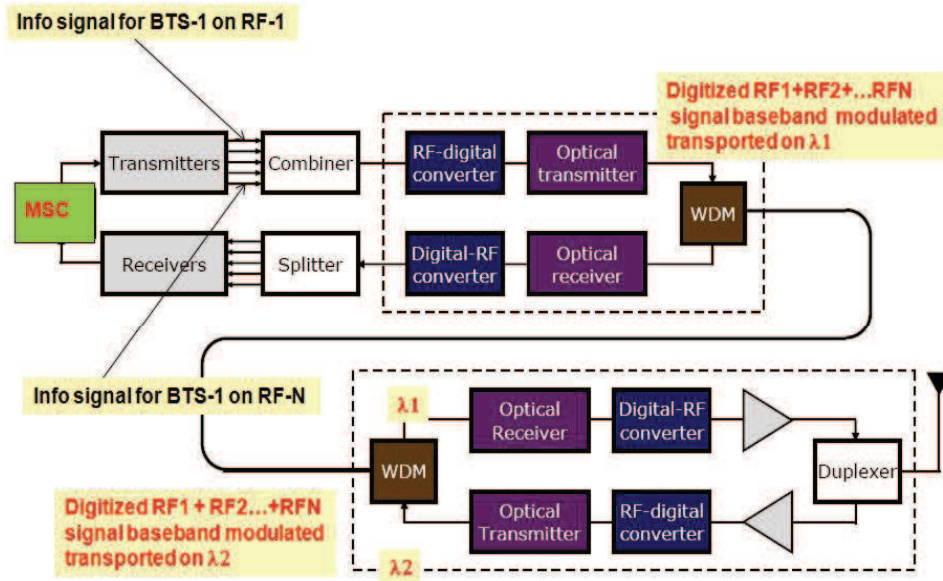 Info signal for BTS-1 on RF-1
Digitized RF1+RF2+...RFN
signal baseband modulated
transported on λ1
Transmitters
Combiner
RF-digital
converter
Optical
transmitter
MSC
WDM
Receivers
Splitter
Digital-RF
converter
Optical
receiver
Info signal for BTS-1 on RF-N
λ1
Optical
Receiver
Digital-RF
converter
WDM
Duplexer
Digitized RF1 + RF2...+RFN
signal baseband modulated
transported on λ2
Optical
Transmitter
RF-digital
converter
λ2